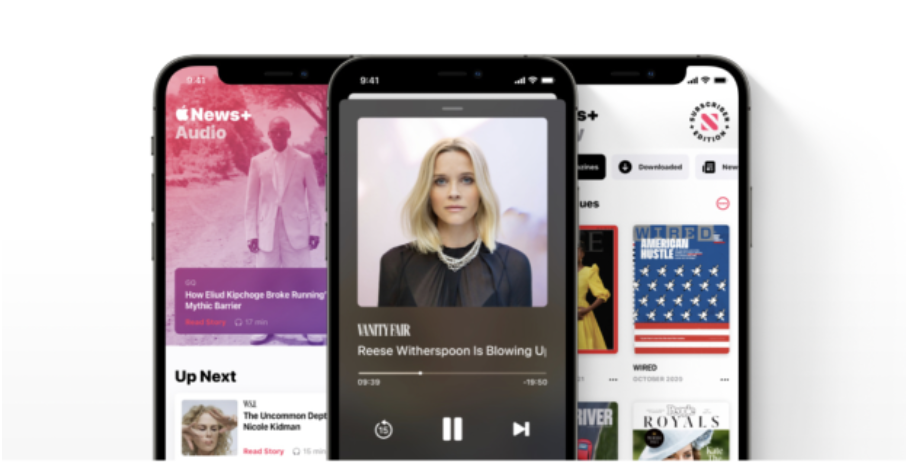 9:41
News+
Audio
GQ
How Eliud Kipchoge Broke Running'
Mythic Barrier
Read Story 17 min
Up Next
The Uncommon Dept
Nicole Kidman
Read Story 15 min
9:41
VANITY FAIR
Reese Witherspoon Is Blowing U
09:39
-19:50
15
s+
SUBSCRIBER EDITION
zines
Downloaded
New
ues
WIRED
AMERICAN
HUSTLE
WIRED
OCTOBER 2020
RIVER
People
ROYALS
Kate